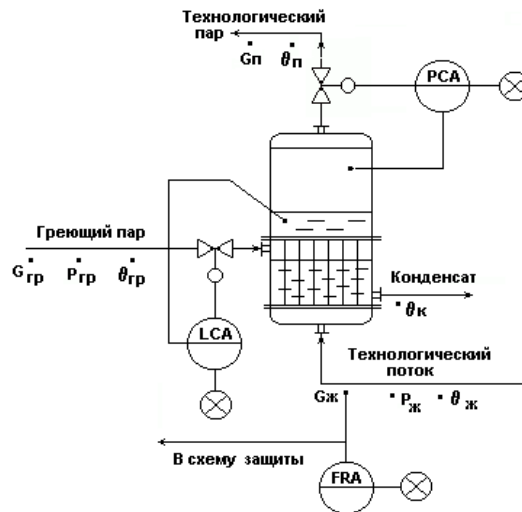 Технологический
пар
Gп θп
PCA
Греющий пар
Gгр Pгр θгр
Конденсат
θк
LCA
Технологический
поток
Gж Pж θж
В схему защиты
FRA